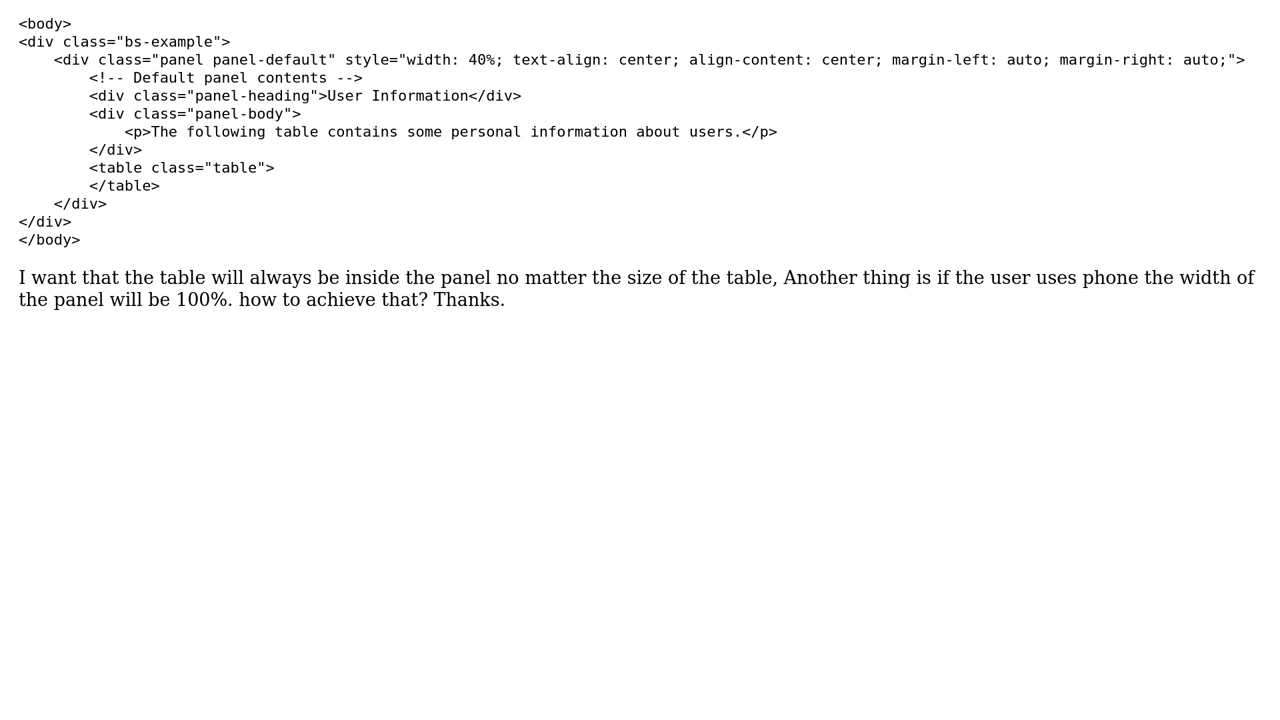 <body>
<div class="bs-example">
    <div class="panel panel-default" style="width: 40%; text-align: center; align-content: center; margin-left: auto; margin-right: auto;">
        <!-- Default panel contents -->
        <div class="panel-heading">User Information</div>
        <div class="panel-body">
            <p>The following table contains some personal information about users.</p>
        </div>
        <table class="table">
        </table>
    </div>
</div>
</body>
I want that the table will always be inside the panel no matter the size of the table, Another thing is if the user uses phone the width of
the panel will be 100%. how to achieve that? Thanks.